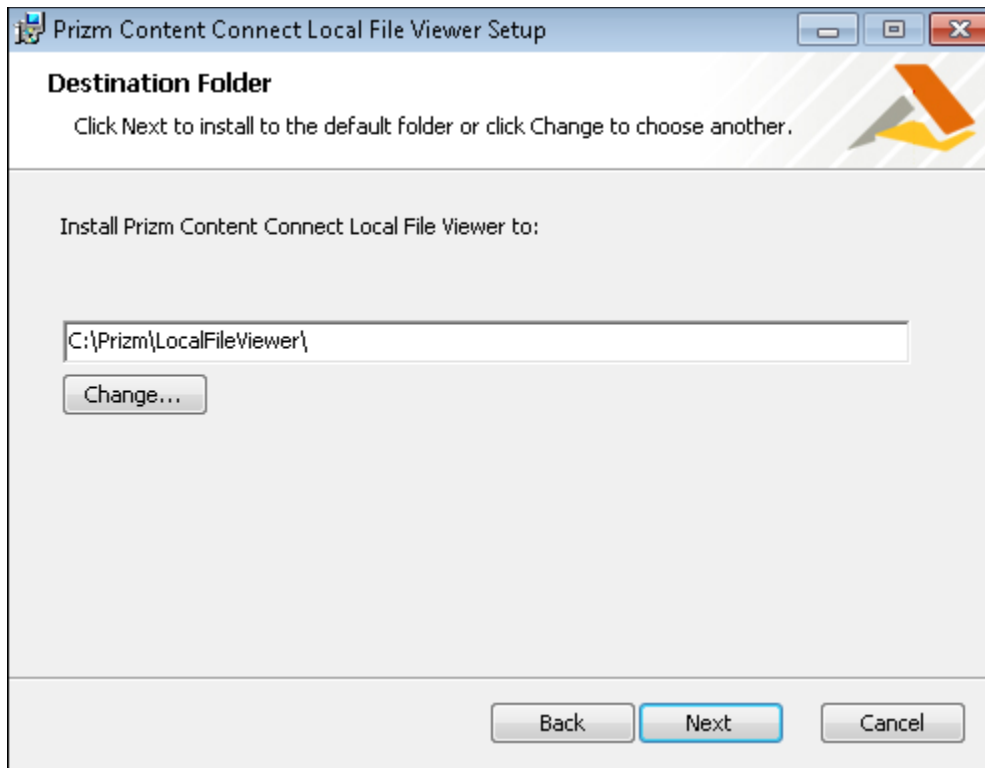 Prizm Content Connect Local File Viewer Setup
Destination Folder
Click Next to install to the default folder or click Change to choose another.
Install Prizm Content Connect Local File Viewer to:
C:\Prizm\LocalFileViewer\
Change...
Back Next Cancel